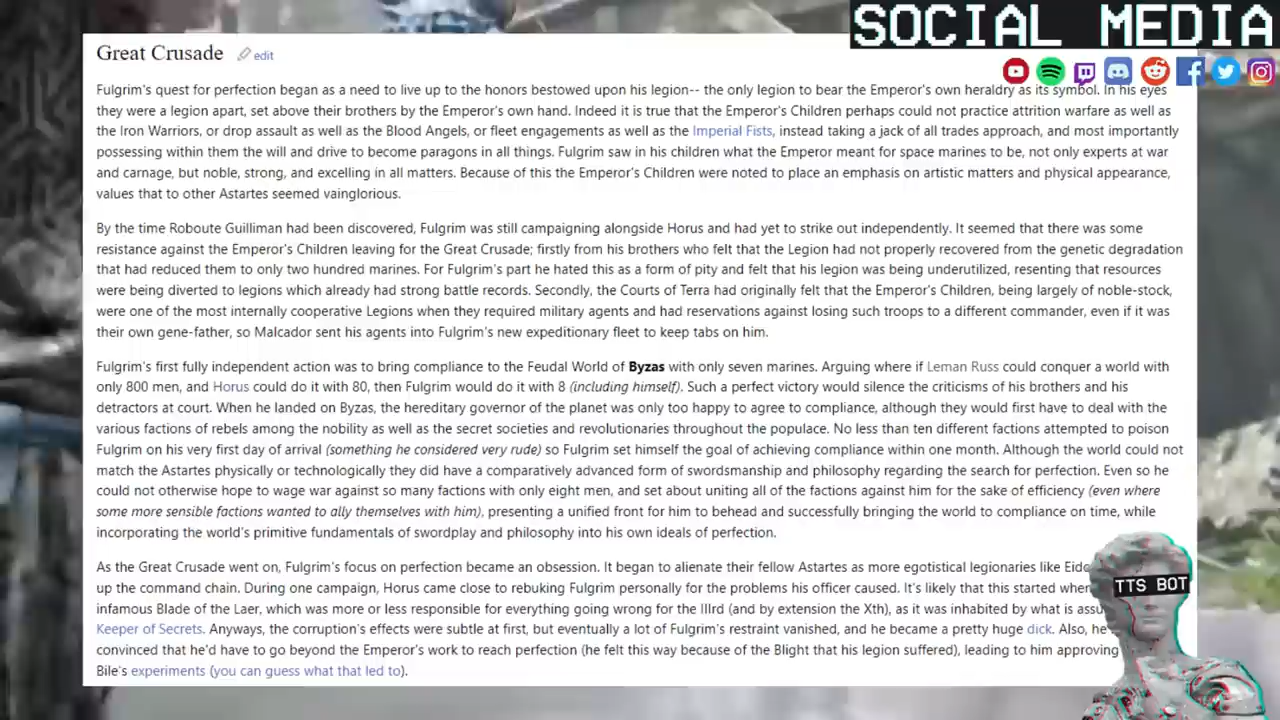 SOCIAL MEDIA
Great Crusade edit
Fulgrim's quest for perfection began as a need to live up to the honors bestowed upon his legion-- the only legion to bear the Emperor's own heraldry as its symbol. In his eyes
they were a legion apart, set above their brothers by the Emperor's own hand. Indeed it is true that the Emperor's Children perhaps could not practice attrition warfare as well as
the Iron Warriors, or drop assault as well as the Blood Angels, or fleet engagements as well as the Imperial Fists, instead taking a jack of all trades approach, and most importantly
possessing within them the will and drive to become paragons in all things. Fulgrim saw in his children what the Emperor meant for space marines to be, not only experts at war
and carnage, but noble, strong, and excelling in all matters. Because of this the Emperor's Children were noted to place an emphasis on artistic matters and physical appearance,
values that to other Astartes seemed vainglorious.
By the time Roboute Guilliman had been discovered, Fulgrim was still campaigning alongside Horus and had yet to strike out independently. It seemed that there was some
resistance against the Emperor's Children leaving for the Great Crusade; firstly from his brothers who felt that the Legion had not properly recovered from the genetic degradation
that had reduced them to only two hundred marines. For Fulgrim's part he hated this as a form of pity and felt that his legion was being underutilized, resenting that resources
were being diverted to legions which already had strong battle records. Secondly, the Courts of Terra had originally felt that the Emperor's Children, being largely of noble-stock,
were one of the most internally cooperative Legions when they required military agents and had reservations against losing such troops to a different commander, even if it was
their own gene-father, so Malcador sent his agents into Fulgrim's new expeditionary fleet to keep tabs on him.
Fulgrim's first fully independent action was to bring compliance to the Feudal World of Byzas with only seven marines. Arguing where if Leman Russ could conquer a world with
only 800 men, and Horus could do it with 80, then Fulgrim would do it with 8 (including himself). Such a perfect victory would silence the criticisms of his brothers and his
detractors at court. When he landed on Byzas, the hereditary governor of the planet was only too happy to agree to compliance, although they would first have to deal with the
various factions of rebels among the nobility as well as the secret societies and revolutionaries throughout the populace. No less than ten different factions attempted to poison
Fulgrim on his very first day of arrival (something he considered very rude) so Fulgrim set himself the goal of achieving compliance within one month. Although the world could not
match the Astartes physically or technologically they did have a comparatively advanced form of swordsmanship and philosophy regarding the search for perfection. Even so he
could not otherwise hope to wage war against so many factions with only eight men, and set about uniting all of the factions against him for the sake of efficiency (even where
some more sensible factions wanted to ally themselves with him), presenting a unified front for him to behead and successfully bringing the world to compliance on time, while
incorporating the world's primitive fundamentals of swordplay and philosophy into his own ideals of perfection.
As the Great Crusade went on, Fulgrim's focus on perfection became an obsession. It began to alienate their fellow Astartes as more egotistical legionaries like
up the command chain. During one campaign, Horus came close to rebuking Fulgrim personally for the problems his officer caused. It's likely that this started when
infamous Blade of the Laer, which was more or less responsible for everything going wrong for the IIIrd (and by extension the Xth), as it was inhabited by what is
Keeper of Secrets. Anyways, the corruption's effects were subtle at first, but eventually a lot of Fulgrim's restraint vanished, and he became a pretty huge dick. Also, he
convinced that he'd have to go beyond the Emperor's work to reach perfection (he felt this way because of the Blight that his legion suffered), leading to him approving
Bile's experiments (you can guess what that led to).
TTS BOT